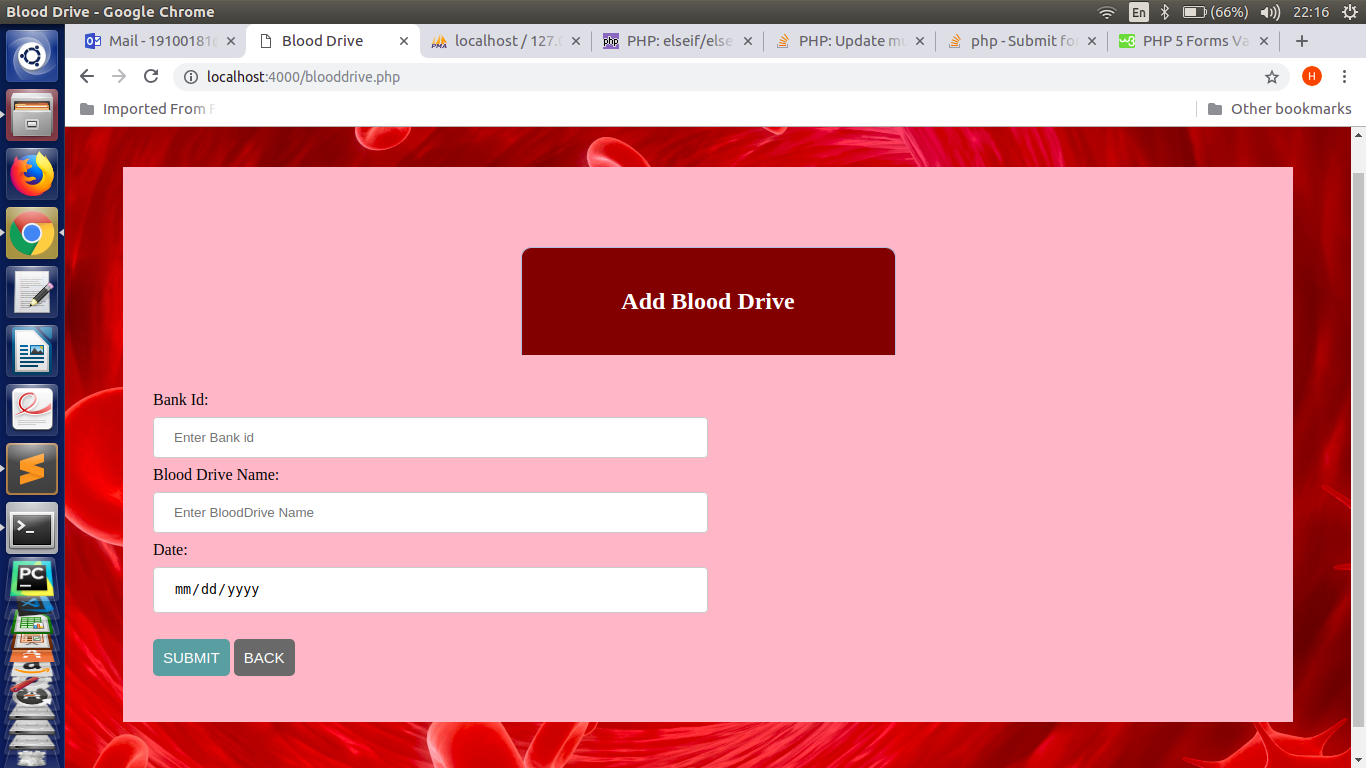 Blood Drive - Google Chrome
En (66%) 22:16
Mail - 19100181
Blood Drive
localhost / 127.
PHP: elseif/else
PHP: Update mu
php - Submit fo
PHP 5 Forms Va
localhost:4000/blooddrive.php
H
Imported From
Other bookmarks
Add Blood Drive
Bank Id:
Enter Bank id
Blood Drive Name:
Enter BloodDrive Name
Date:
mm/dd/yyyy
SUBMIT BACK